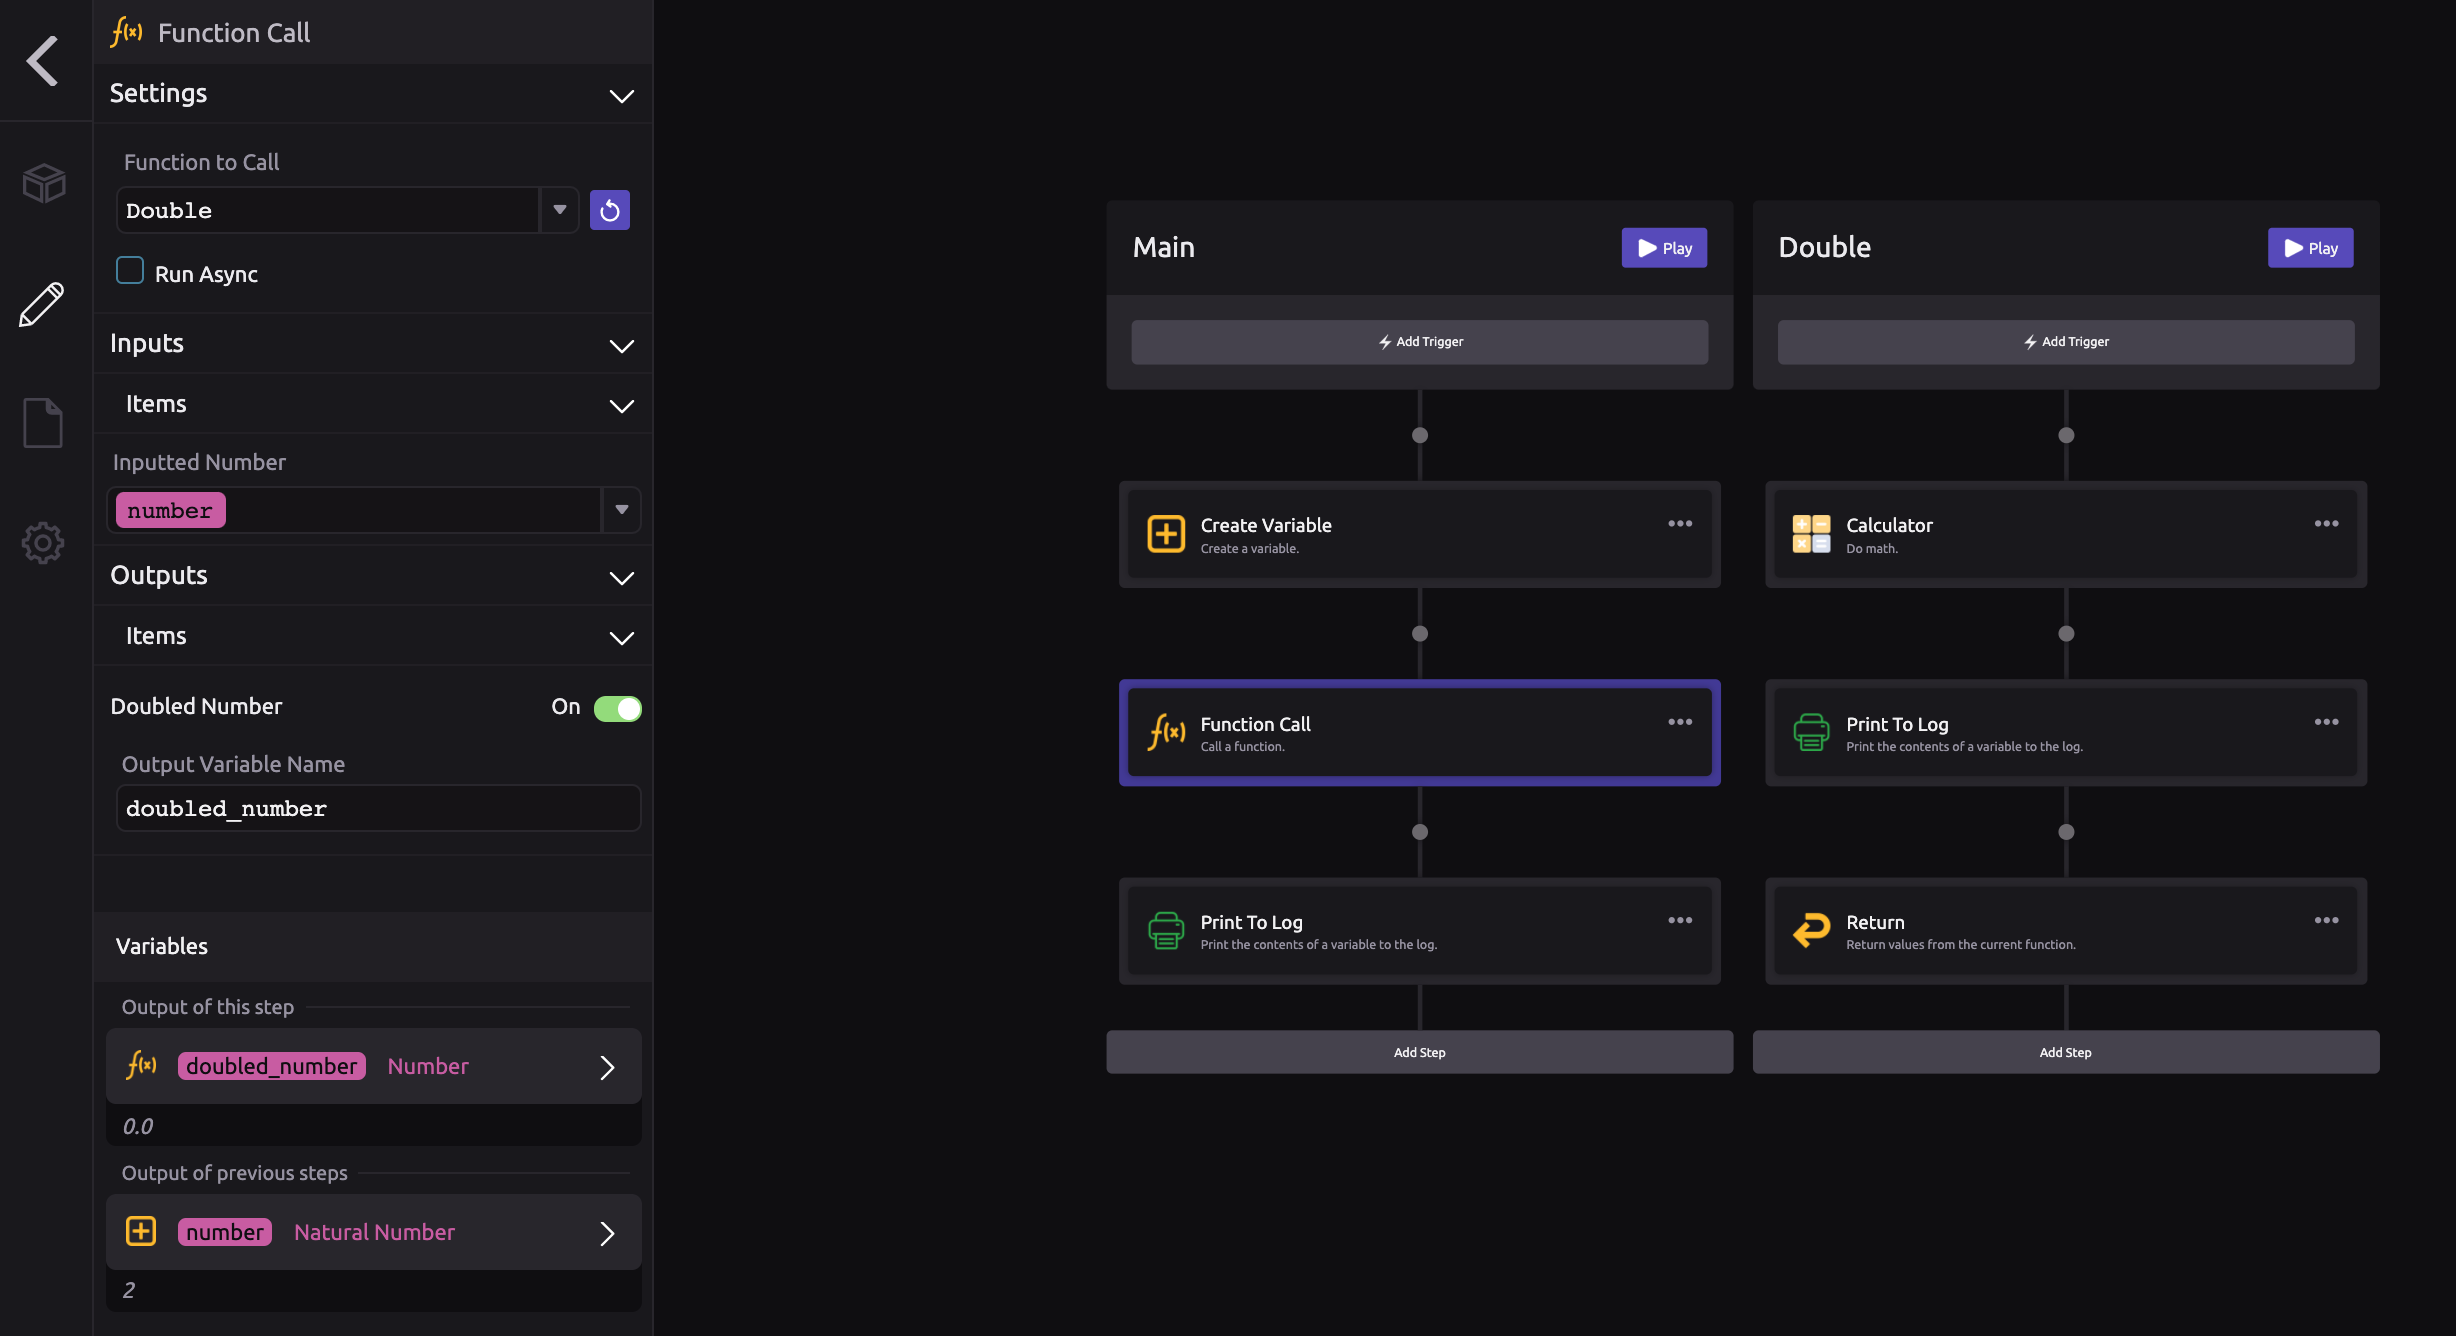 f(x) Function Call
Settings
Function to Call
Double
Run Async
Inputs
Items
Inputted Number
number
Outputs
Items
Doubled Number On
Output Variable Name
doubled_number
Variables
Output of this step
f(x) doubled_number Number
0.0
Output of previous steps
number Natural Number
2
Main Play
Add Trigger
Create Variable
Create a variable.
f(x) Function Call
Call a function.
Print To Log
Print the contents of a variable to the log.
Add Step
Double Play
Add Trigger
Calculator
Do math.
Print To Log
Print the contents of a variable to the log.
Return
Return values from the current function.
Add Step